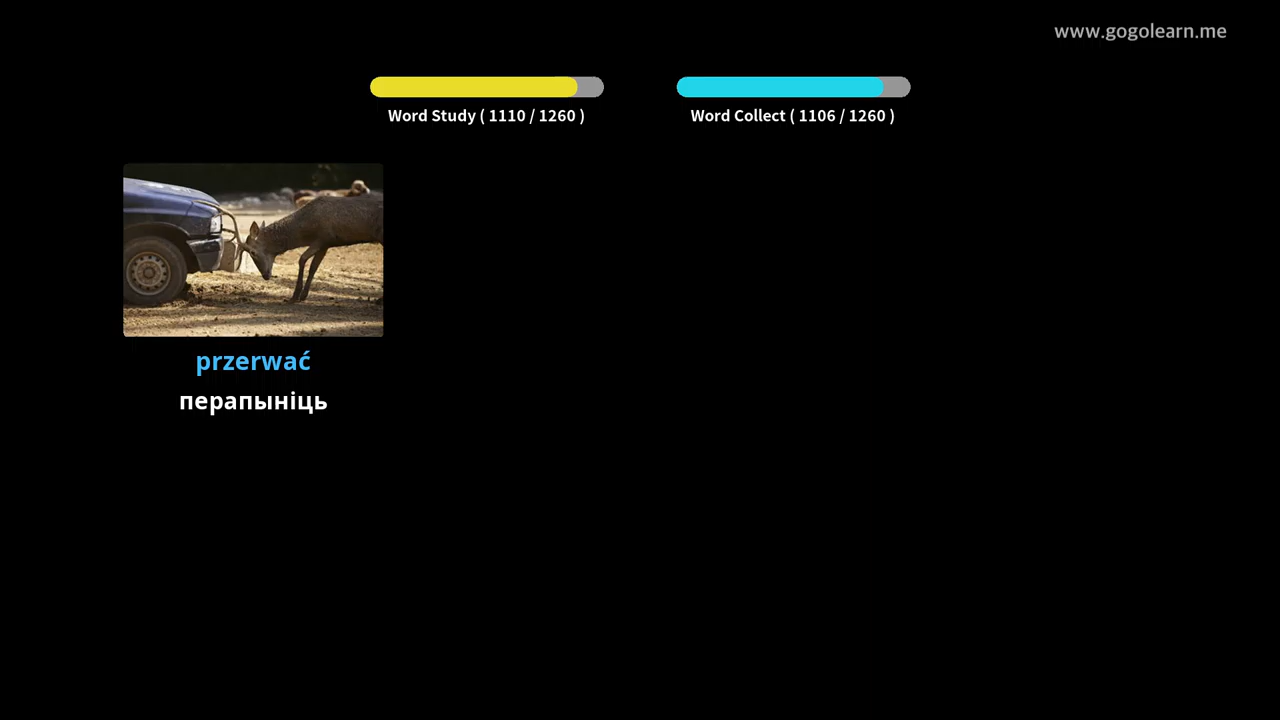 www.gogolearn.me
Word Study ( 1110 / 1260 )
Word Collect ( 1106 / 1260 )
przerwać
перапыніць